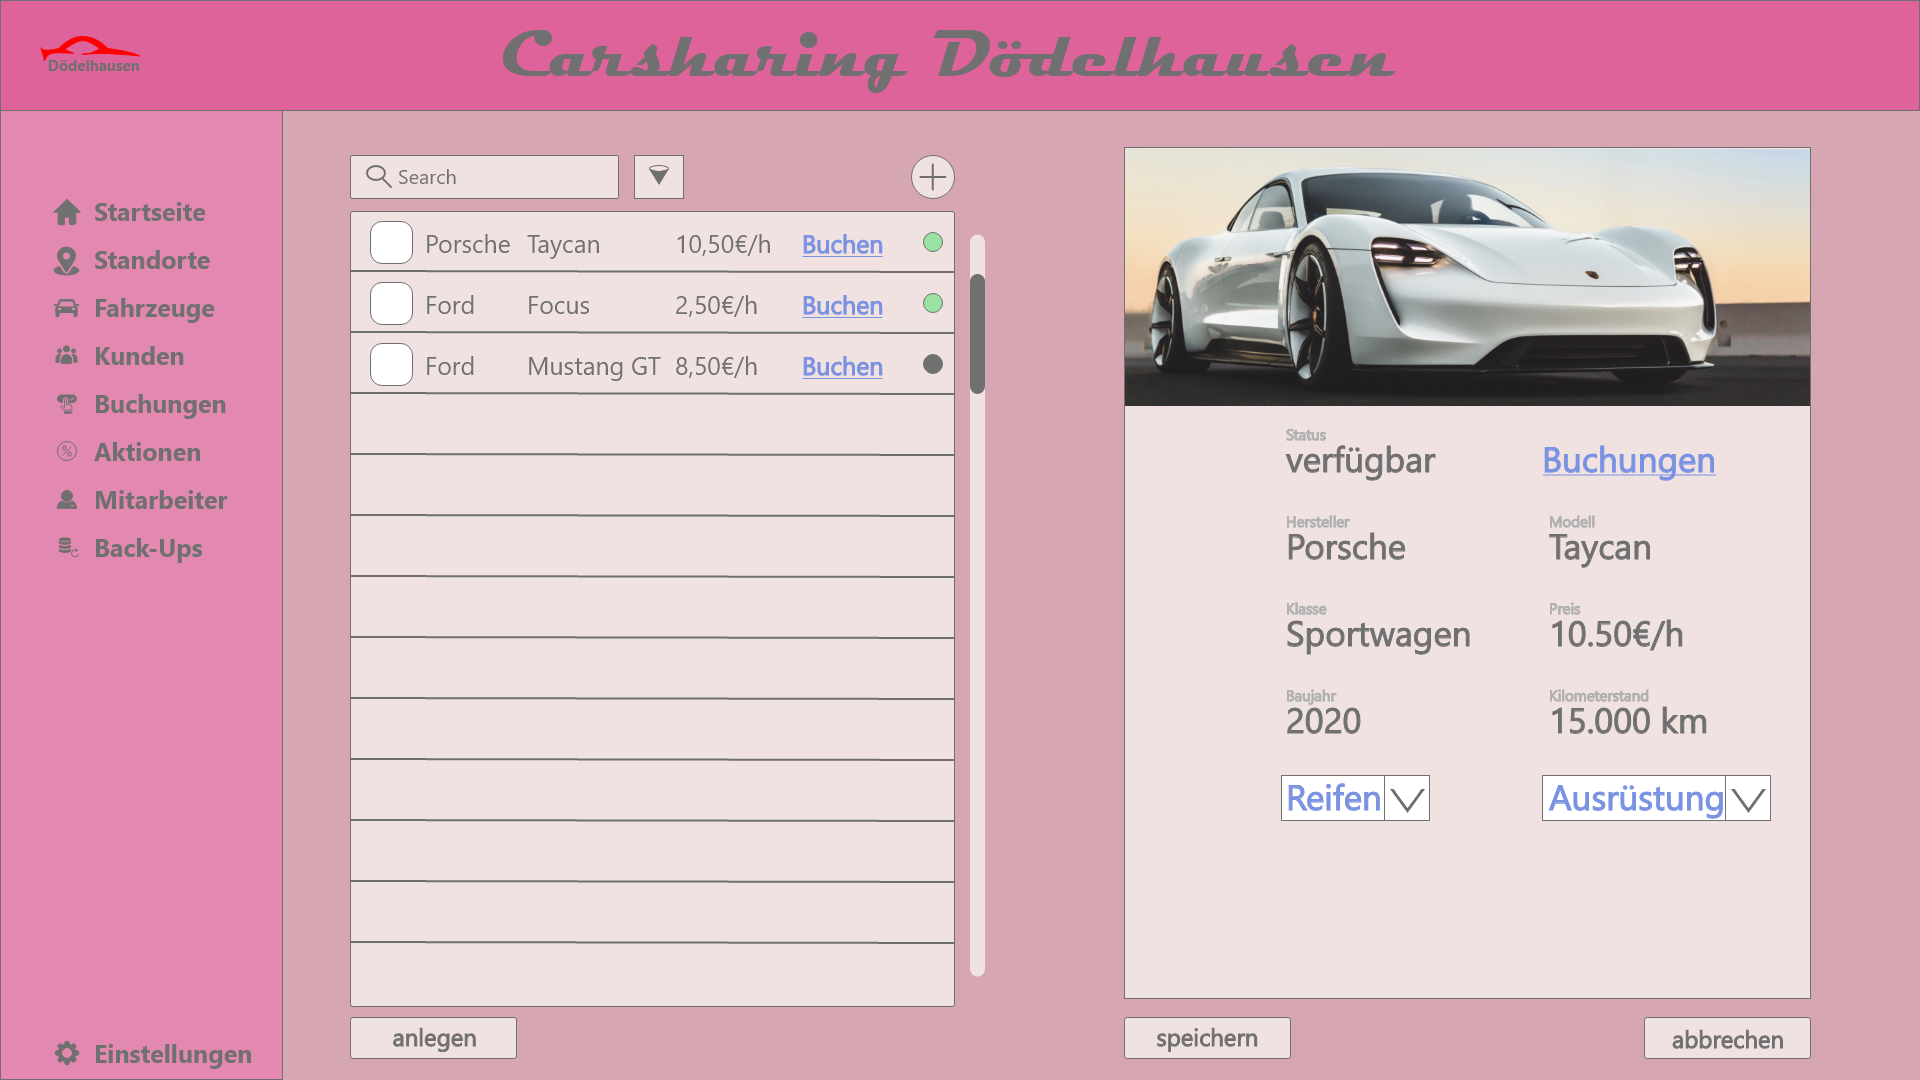 Dödelhausen
Carsharing Dödelhausen
Startseite
Standorte
Fahrzeuge
Kunden
Buchungen
Aktionen
Mitarbeiter
Back-Ups
Einstellungen
Search
Porsche Taycan 10,50€/h Buchen
Ford Focus 2,50€/h Buchen
Ford Mustang GT 8,50€/h Buchen
anlegen
Status
verfügbar Buchungen
Hersteller Modell
Porsche Taycan
Klasse Preis
Sportwagen 10.50€/h
Baujahr Kilometerstand
2020 15.000 km
Reifen Ausrüstung
speichern abbrechen